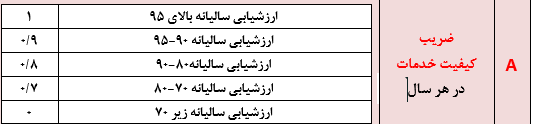 A
ضریب
کیفیت خدمات
در هر سال
ارزشیابی سالیانه بالای ۹۵ ۱
ارزشیابی سالیانه ۹۰-۹۵ ۰/۹
ارزشیابی سالیانه۸۰-۹۰ ۰/۸
ارزشیابی سالیانه ۷۰-۸۰ ۰/۷
ارزشیابی سالیانه زیر ۷۰ ۰